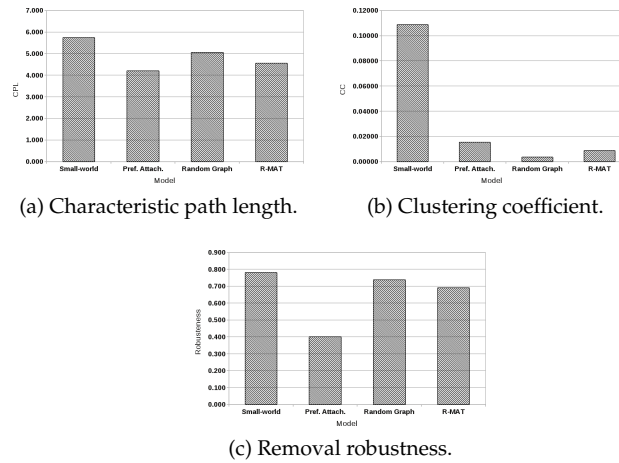 7.000
6.000
5.000
4.000
3.000
2.000
1.000
0.000
CPL
Small-world Pref. Attach. Random Graph R-MAT
Model
(a) Characteristic path length.
0.12000
0.10000
0.08000
0.06000
0.04000
0.02000
0.00000
CC
Small-world Pref. Attach. Random Graph R-MAT
Model
(b) Clustering coefficient.
0.900
0.800
0.700
0.600
0.500
0.400
0.300
0.200
0.100
0.000
Robusteness
Small-world Pref. Attach. Random Graph R-MAT
Model
(c) Removal robustness.